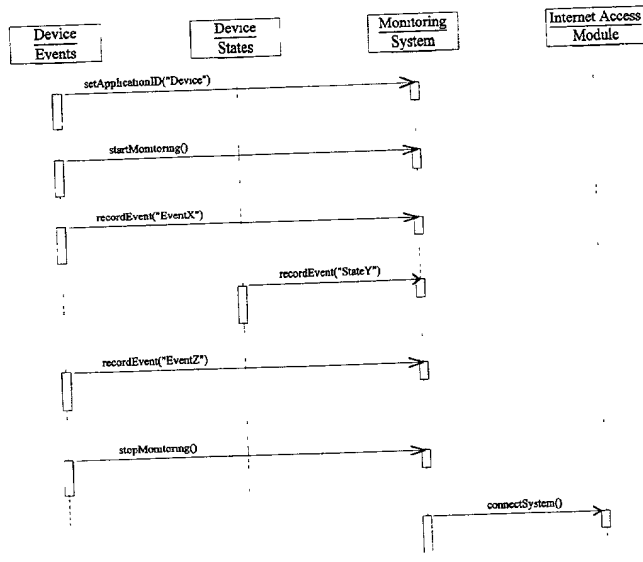 Device
Events
Device
States
Monitoring
System
Internet Access
Module
setApplicationID("Device")
startMonitoring()
recordEvent("EventX")
recordEvent("StateY")
recordEvent("EventZ")
stopMonitoring()
connectSystem()